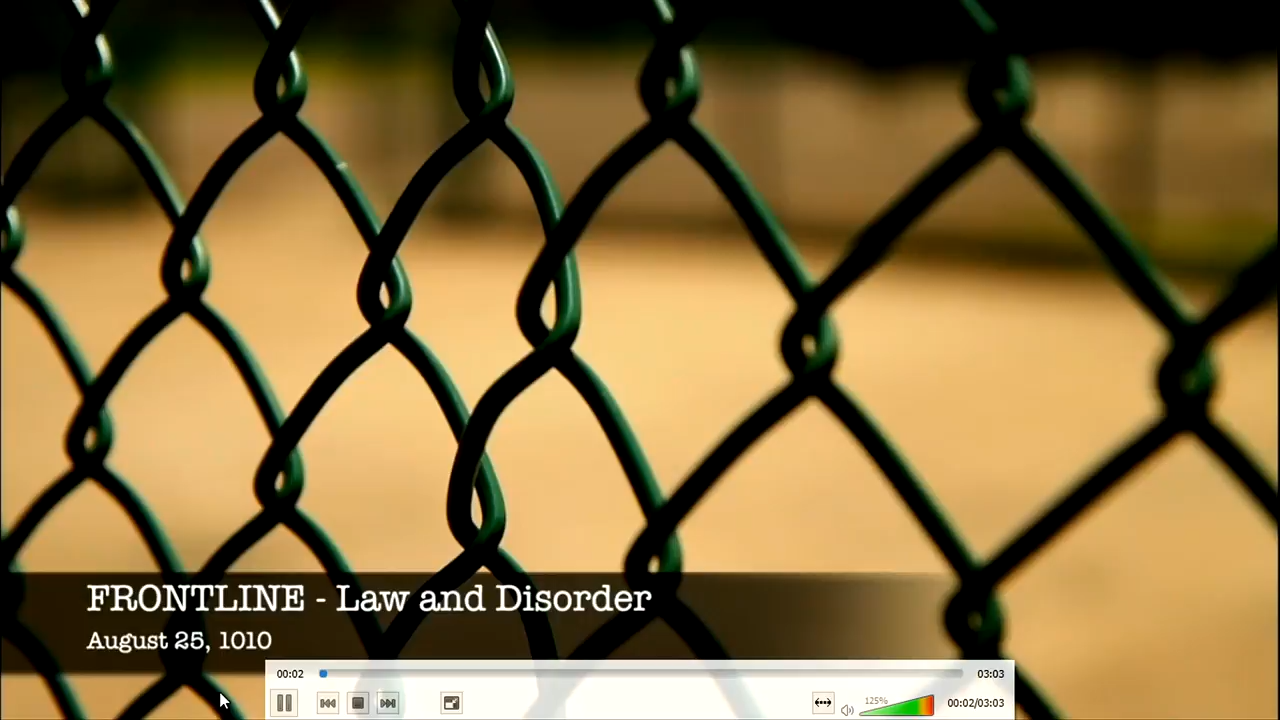 FRONTLINE - Law and Disorder
August 25, 1010
00:02
03:03
125%
00:02/03:03